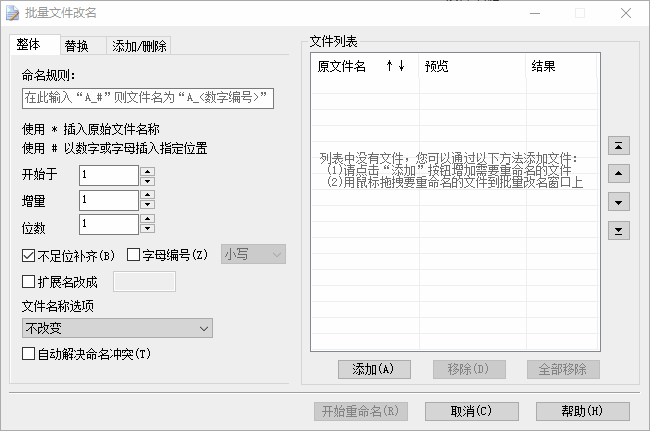 批量文件改名
整体 替换 添加/删除
命名规则:
在此输入“A_#”则文件名为“A_<数字编号>”
使用 * 插入原始文件名称
使用 # 以数字或字母插入指定位置
开始于 1
增量 1
位数 1
不足位补齐(B) 字母编号(Z) 小写
扩展名改成
文件名称选项
不改变
自动解决命名冲突(T)
文件列表
原文件名 ↑↓ 预览 结果
列表中没有文件，您可以通过以下方法添加文件:
(1)请点击“添加”按钮增加需要重命名的文件
(2)用鼠标拖拽要重命名的文件到批量改名窗口上
添加(A) 移除(D) 全部移除
开始重命名(R) 取消(C) 帮助(H)